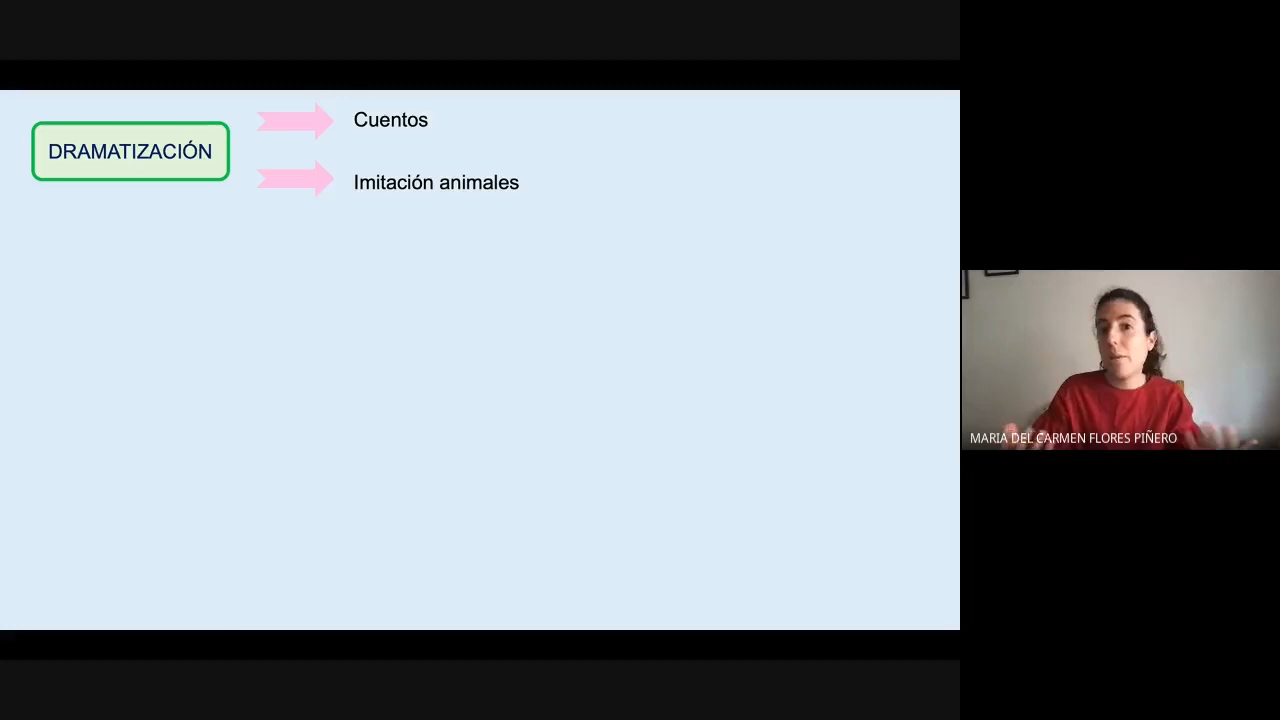 DRAMATIZACIÓN
Cuentos
Imitación animales
MARIA DEL CARMEN FLORES PIÑERO